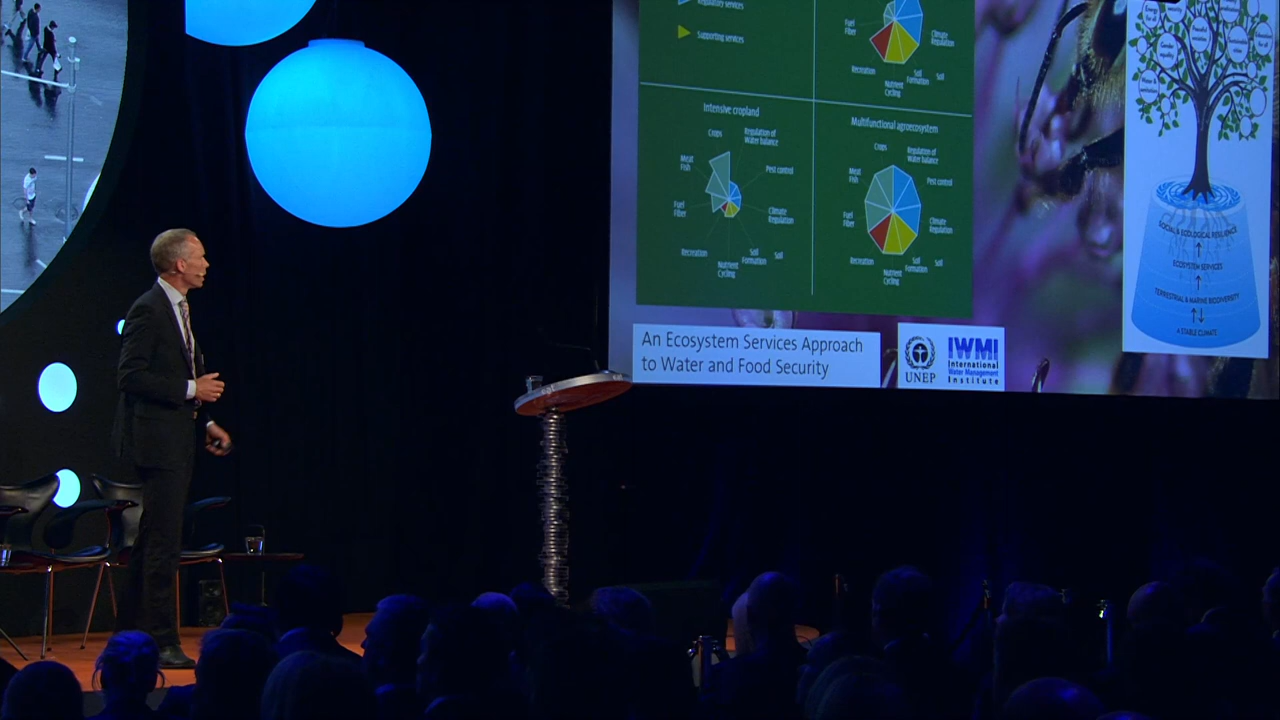 Regulatory services
Supporting services
Fuel
Fiber
Climate
Regulation
Recreation
Nutrient
Cycling
Soil
Formation
Soil
Intensive cropland
Crops
Regulation of
Water balance
Meat
Fish
Pest control
Fuel
Fiber
Climate
Regulation
Recreation
Nutrient
Cycling
Soil
Formation
Soil
Multifunctional agroecosystem
Crops
Regulation of
Water balance
Meat
Fish
Pest control
Fuel
Fiber
Climate
Regulation
Recreation
Nutrient
Cycling
Soil
Formation
Soil
An Ecosystem Services Approach
to Water and Food Security
UNEP
IWMI
International
Water Management
Institute
Gender
equality
SOCIAL & ECOLOGICAL RESILIENCE
ECOSYSTEM SERVICES
TERRESTRIAL & MARINE BIODIVERSITY
A STABLE CLIMATE